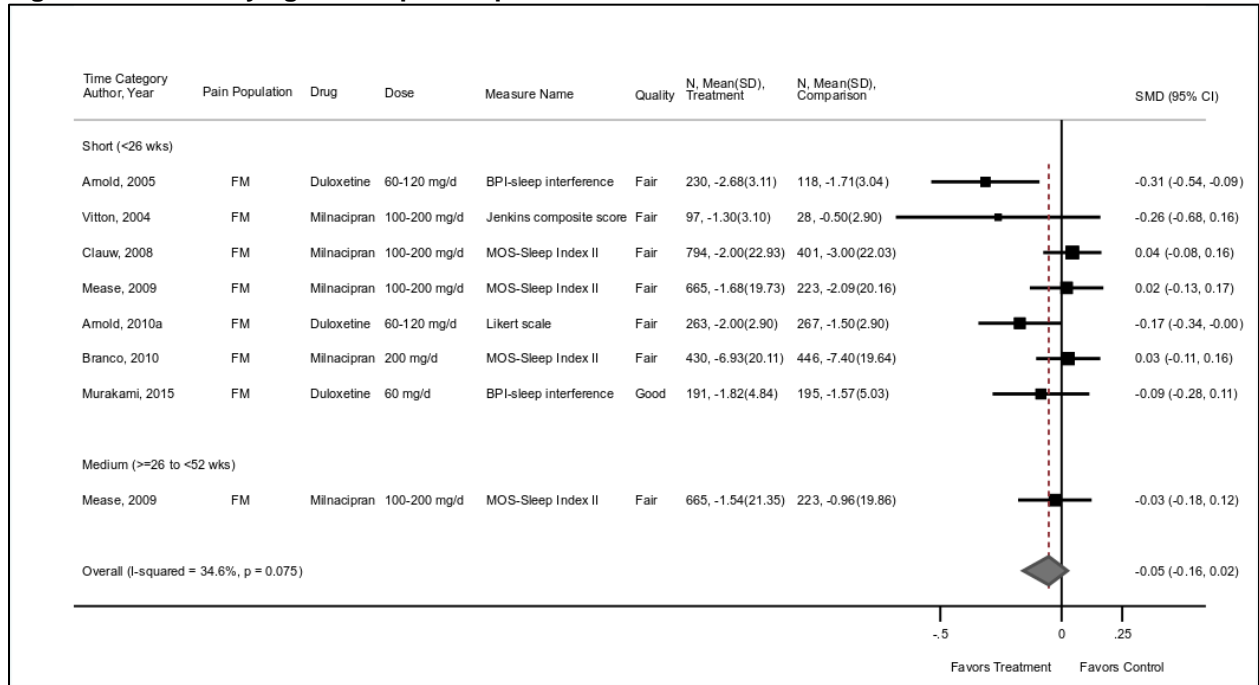 Time Category
Author, Year Pain Population Drug Dose Measure Name Quality N, Mean(SD), Treatment N, Mean(SD), Comparison SMD (95% CI)
Short (<26 wks)
Arnold, 2005 FM Duloxetine 60-120 mg/d BPI-sleep interference Fair 230, -2.68(3.11) 118, -1.71(3.04) -0.31 (-0.54, -0.09)
Vitton, 2004 FM Milnacipran 100-200 mg/d Jenkins composite score Fair 97, -1.30(3.10) 28, -0.50(2.90) -0.26 (-0.68, 0.16)
Clauw, 2008 FM Milnacipran 100-200 mg/d MOS-Sleep Index II Fair 794, -2.00(22.93) 401, -3.00(22.03) 0.04 (-0.08, 0.16)
Mease, 2009 FM Milnacipran 100-200 mg/d MOS-Sleep Index II Fair 665, -1.68(19.73) 223, -2.09(20.16) 0.02 (-0.13, 0.17)
Arnold, 2010a FM Duloxetine 60-120 mg/d Likert scale Fair 263, -2.00(2.90) 267, -1.50(2.90) -0.17 (-0.34, -0.00)
Branco, 2010 FM Milnacipran 200 mg/d MOS-Sleep Index II Fair 430, -6.93(20.11) 446, -7.40(19.64) 0.03 (-0.11, 0.16)
Murakami, 2015 FM Duloxetine 60 mg/d BPI-sleep interference Good 191, -1.82(4.84) 195, -1.57(5.03) -0.09 (-0.28, 0.11)
Medium (>=26 to <52 wks)
Mease, 2009 FM Milnacipran 100-200 mg/d MOS-Sleep Index II Fair 665, -1.54(21.35) 223, -0.96(19.86) -0.03 (-0.18, 0.12)
Overall (I-squared = 34.6%, p = 0.075) -0.05 (-0.16, 0.02)
-.5 0 .25
Favors Treatment Favors Control